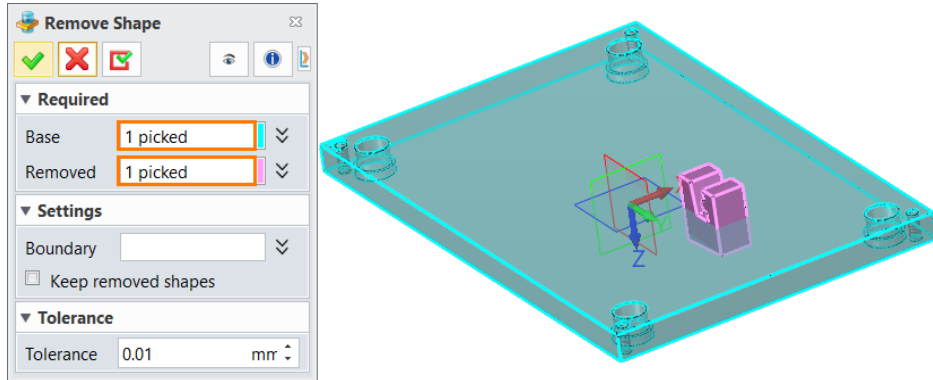 Remove Shape
Required
Base 1 picked
Removed 1 picked
Settings
Boundary
Keep removed shapes
Tolerance
Tolerance 0.01 mm
Z